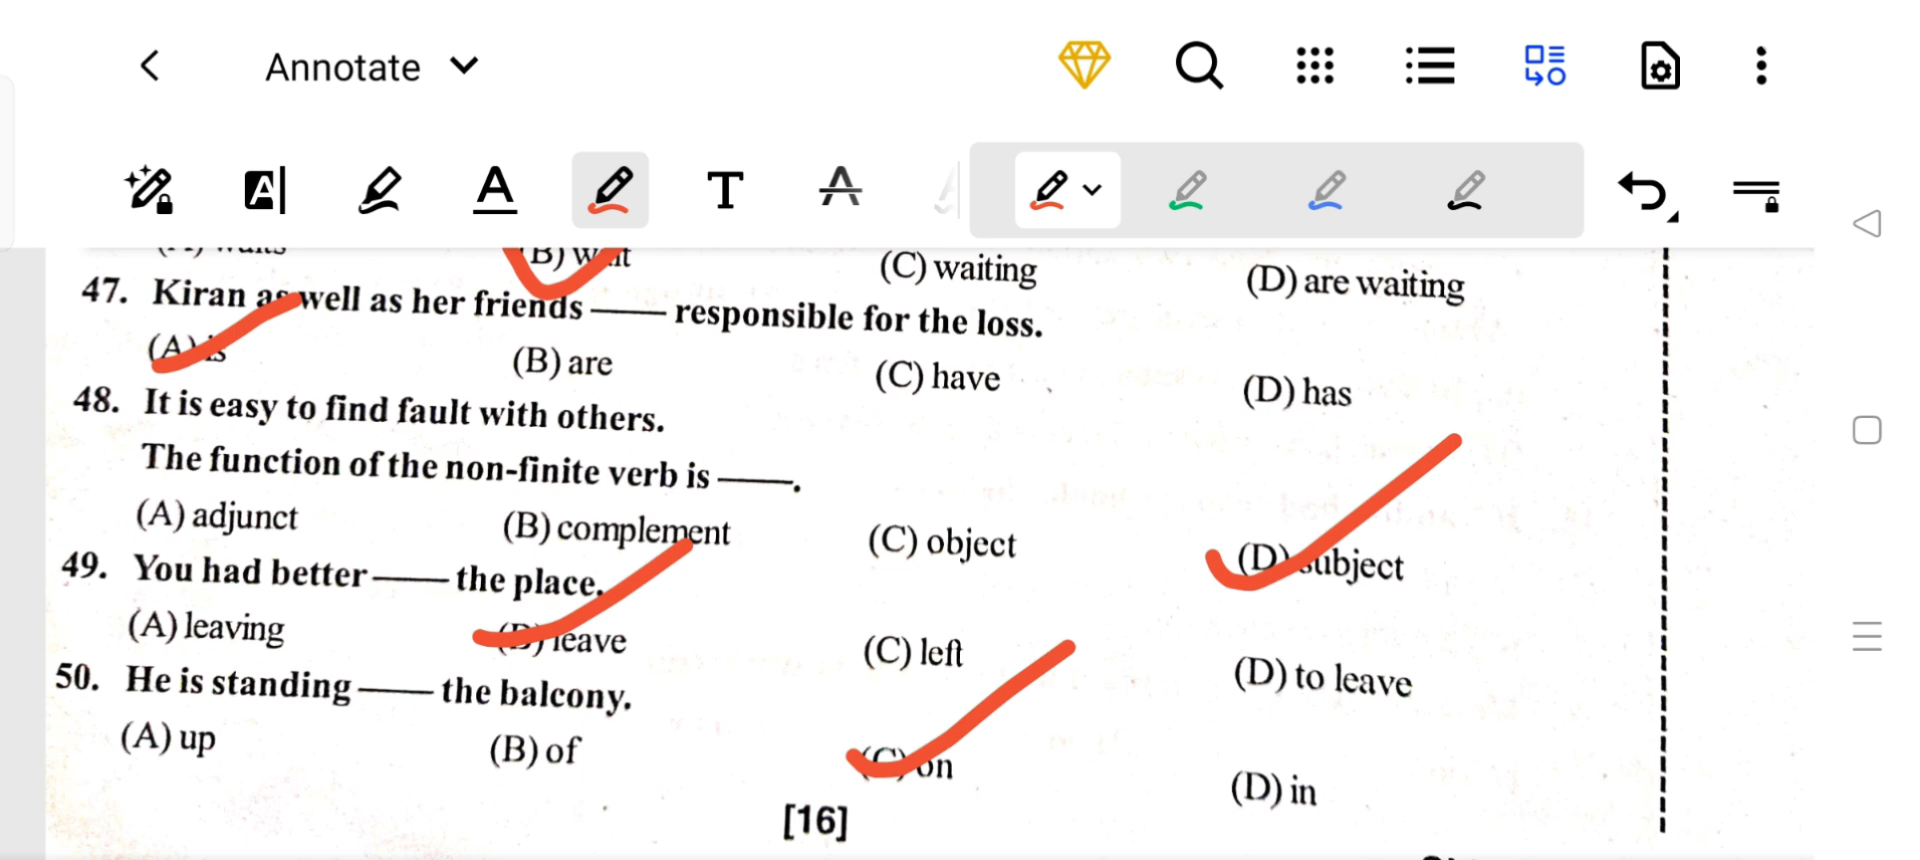 Annotate
(C) waiting
(D) are waiting
47. Kiran as well as her friends —— responsible for the loss.
(A) is
(B) are
(C) have
(D) has
48. It is easy to find fault with others.
The function of the non-finite verb is ——.
(A) adjunct
(B) complement
(C) object
(D) subject
49. You had better —— the place.
(A) leaving
(B) leave
(C) left
(D) to leave
50. He is standing —— the balcony.
(A) up
(B) of
(C) on
(D) in
[16]